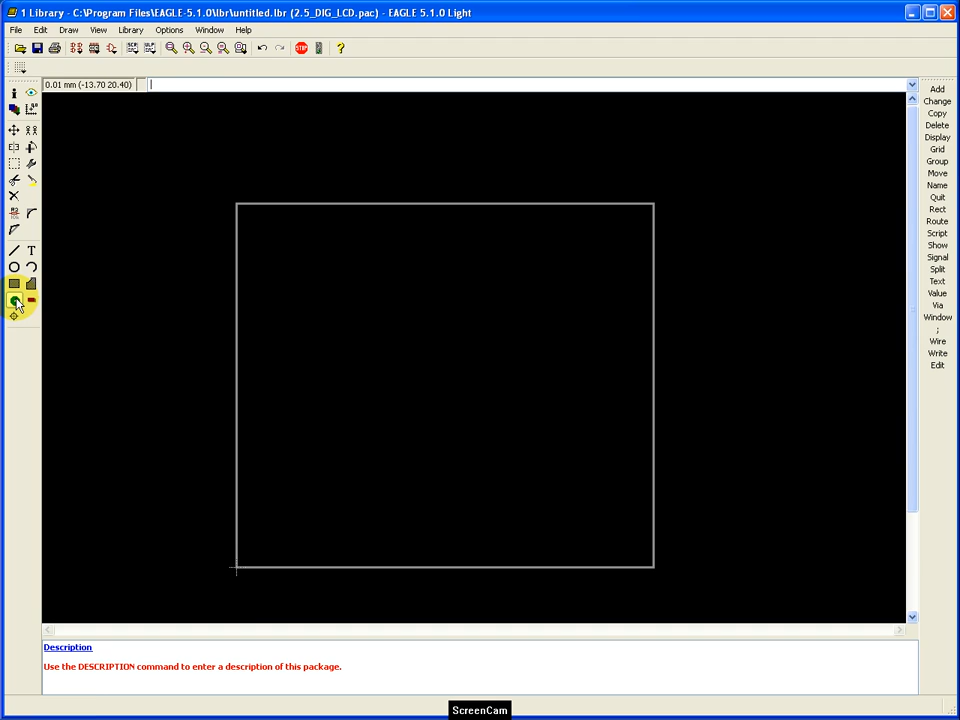 1 Library - C:\Program Files\EAGLE-5.1.0\lbr\untitled.lbr (2.5_DIG_LCD.pac) - EAGLE 5.1.0 Light
File Edit Draw View Library Options Window Help
0.01 mm (-13.70 20.40)
Add
Change
Copy
Delete
Display
Grid
Group
Move
Name
Quit
Rect
Route
Script
Show
Signal
Split
Text
Value
Via
Window
;
Wire
Write
Edit
Description
Use the DESCRIPTION command to enter a description of this package.
ScreenCam